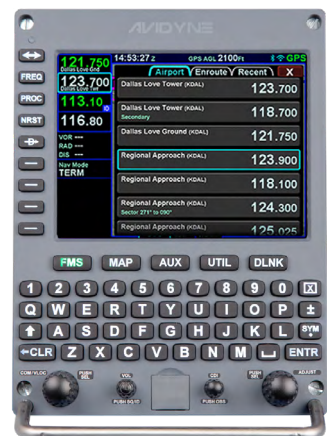 AVIDYNE
14:53:27 Z GPS AGL 2100Ft GPS
121.750
Dallas Love Gnd
123.700
Dallas Love Twr
113.10 ID
116.80
VOR ---
RAD ---
DIS ---
Nav Mode
TERM
Airport Enroute Recent X
Dallas Love Tower (KDAL) 123.700
Dallas Love Tower (KDAL) 118.700
Secondary
Dallas Love Ground (KDAL) 121.750
Regional Approach (KDAL) 123.900
Regional Approach (KDAL) 118.100
Regional Approach (KDAL) 124.300
Sector 271° to 090°
Regional Approach (KDAL) 125.025
FREQ
PROC
NRST
D
FMS MAP AUX UTIL DLNK
1 2 3 4 5 6 7 8 9 0 X
Q W E R T Y U I O P ±
A S D F G H J K L SYM
CLR Z X C V B N M ENTR
COM/VLOC PUSH SEL VOL CDI PUSH SEL ADJUST
PUSH SQ/ID PUSH OBS